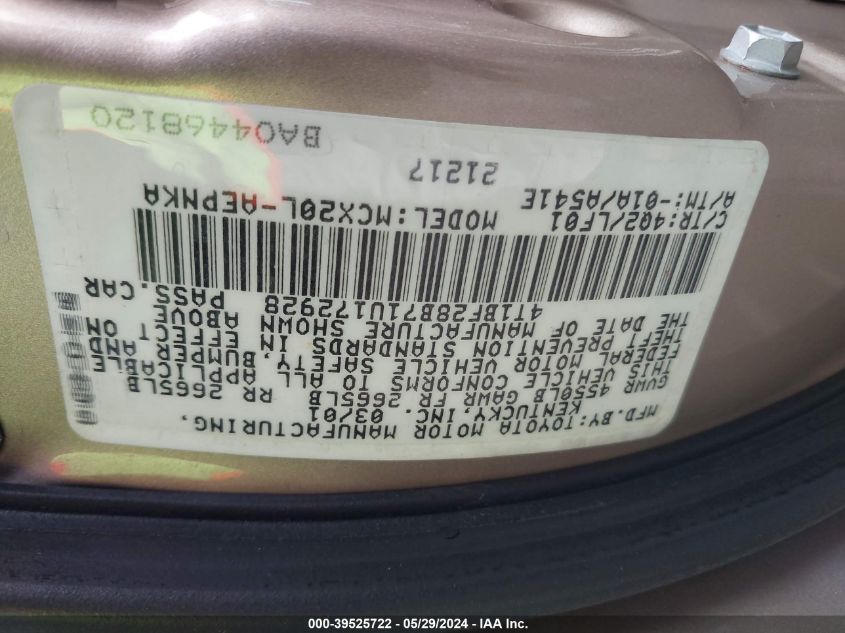 MFD.BY:TOYOTA MOTOR MANUFACTURING,
KENTUCKY,INC. 03/01
GVWR 4550LB GAWR FR 2665LB RR 2665LB
THIS VEHICLE CONFORMS TO ALL APPLICABLE
FEDERAL MOTOR VEHICLE SAFETY,BUMPER AND
THEFT PREVENTION STANDARDS IN EFFECT ON
THE DATE OF MANUFACTURE SHOWN ABOVE
4T1BF28B71U172928 PASS.CAR
C/TR:4Q2/LF01 MODEL:MCX20L-AEPNKA
A/TM:-01A/A541E
21217
BA04468120
000-39525722 - 05/29/2024 - IAA Inc.